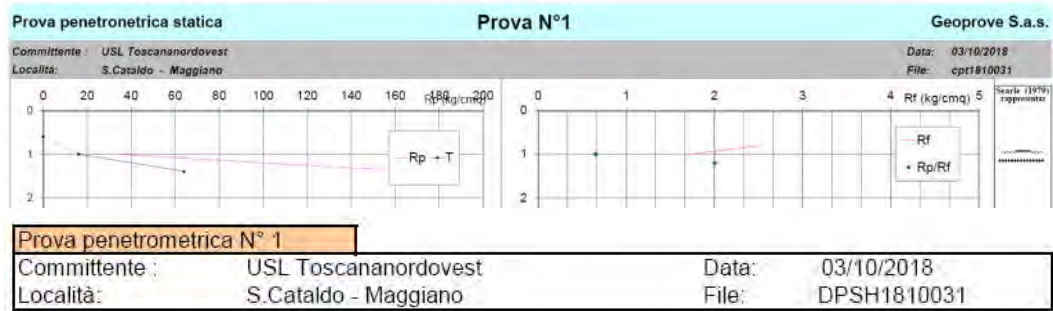 Prova penetrometrica statica Prova N°1 Geoprove S.a.s.
Committente : USL Toscananordovest Data: 03/10/2018
Località: S.Cataldo - Maggiano File: cpt1810031
0 20 40 60 80 100 120 140 160 180 200
Rp (kg/cmq)
0 1 2 3 4 Rf (kg/cmq) 5
Searle (1979)
0
1
2
Rp T
0
1
2
Rf
Rp/Rf
Prova penetrometrica N° 1
Committente : USL Toscananordovest Data: 03/10/2018
Località: S.Cataldo - Maggiano File: DPSH1810031